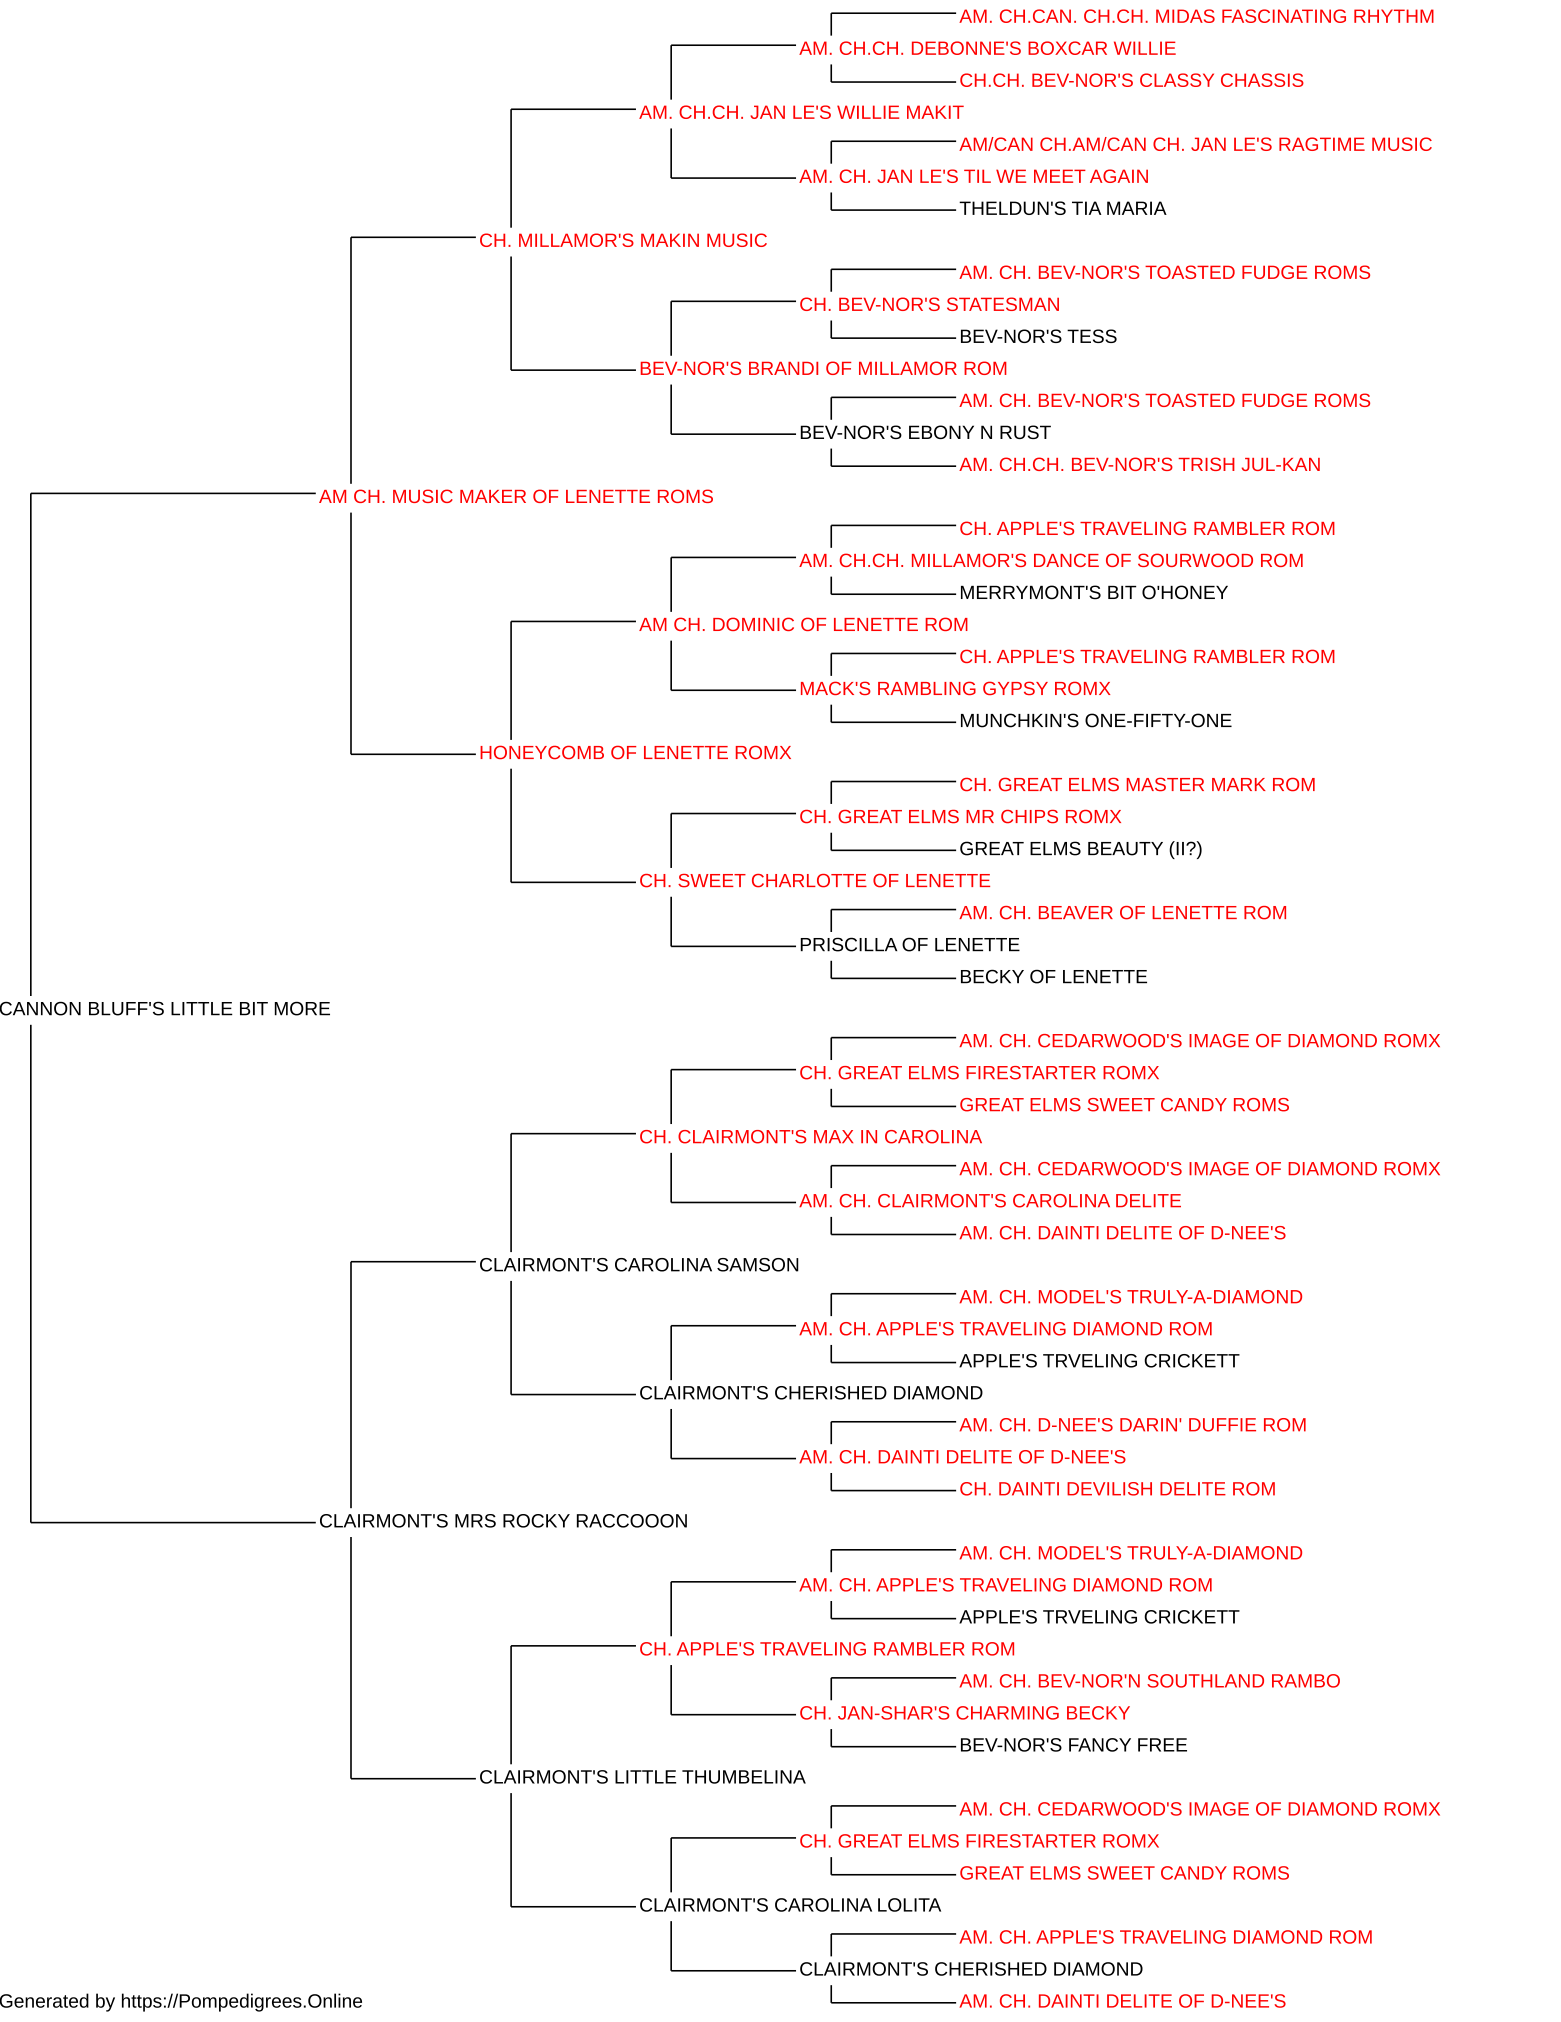 AM. CH.CAN. CH.CH. MIDAS FASCINATING RHYTHM
AM. CH.CH. DEBONNE'S BOXCAR WILLIE
CH.CH. BEV-NOR'S CLASSY CHASSIS
AM. CH.CH. JAN LE'S WILLIE MAKIT
AM/CAN CH.AM/CAN CH. JAN LE'S RAGTIME MUSIC
AM. CH. JAN LE'S TIL WE MEET AGAIN
THELDUN'S TIA MARIA
CH. MILLAMOR'S MAKIN MUSIC
AM. CH. BEV-NOR'S TOASTED FUDGE ROMS
CH. BEV-NOR'S STATESMAN
BEV-NOR'S TESS
BEV-NOR'S BRANDI OF MILLAMOR ROM
AM. CH. BEV-NOR'S TOASTED FUDGE ROMS
BEV-NOR'S EBONY N RUST
AM. CH.CH. BEV-NOR'S TRISH JUL-KAN
AM CH. MUSIC MAKER OF LENETTE ROMS
CH. APPLE'S TRAVELING RAMBLER ROM
AM. CH.CH. MILLAMOR'S DANCE OF SOURWOOD ROM
MERRYMONT'S BIT O'HONEY
AM CH. DOMINIC OF LENETTE ROM
CH. APPLE'S TRAVELING RAMBLER ROM
MACK'S RAMBLING GYPSY ROMX
MUNCHKIN'S ONE-FIFTY-ONE
HONEYCOMB OF LENETTE ROMX
CH. GREAT ELMS MASTER MARK ROM
CH. GREAT ELMS MR CHIPS ROMX
GREAT ELMS BEAUTY (II?)
CH. SWEET CHARLOTTE OF LENETTE
AM. CH. BEAVER OF LENETTE ROM
PRISCILLA OF LENETTE
BECKY OF LENETTE
CANNON BLUFF'S LITTLE BIT MORE
AM. CH. CEDARWOOD'S IMAGE OF DIAMOND ROMX
CH. GREAT ELMS FIRESTARTER ROMX
GREAT ELMS SWEET CANDY ROMS
CH. CLAIRMONT'S MAX IN CAROLINA
AM. CH. CEDARWOOD'S IMAGE OF DIAMOND ROMX
AM. CH. CLAIRMONT'S CAROLINA DELITE
AM. CH. DAINTI DELITE OF D-NEE'S
CLAIRMONT'S CAROLINA SAMSON
AM. CH. MODEL'S TRULY-A-DIAMOND
AM. CH. APPLE'S TRAVELING DIAMOND ROM
APPLE'S TRVELING CRICKETT
CLAIRMONT'S CHERISHED DIAMOND
AM. CH. D-NEE'S DARIN' DUFFIE ROM
AM. CH. DAINTI DELITE OF D-NEE'S
CH. DAINTI DEVILISH DELITE ROM
CLAIRMONT'S MRS ROCKY RACCOOON
AM. CH. MODEL'S TRULY-A-DIAMOND
AM. CH. APPLE'S TRAVELING DIAMOND ROM
APPLE'S TRVELING CRICKETT
CH. APPLE'S TRAVELING RAMBLER ROM
AM. CH. BEV-NOR'N SOUTHLAND RAMBO
CH. JAN-SHAR'S CHARMING BECKY
BEV-NOR'S FANCY FREE
CLAIRMONT'S LITTLE THUMBELINA
AM. CH. CEDARWOOD'S IMAGE OF DIAMOND ROMX
CH. GREAT ELMS FIRESTARTER ROMX
GREAT ELMS SWEET CANDY ROMS
CLAIRMONT'S CAROLINA LOLITA
AM. CH. APPLE'S TRAVELING DIAMOND ROM
CLAIRMONT'S CHERISHED DIAMOND
AM. CH. DAINTI DELITE OF D-NEE'S
Generated by https://Pompedigrees.Online